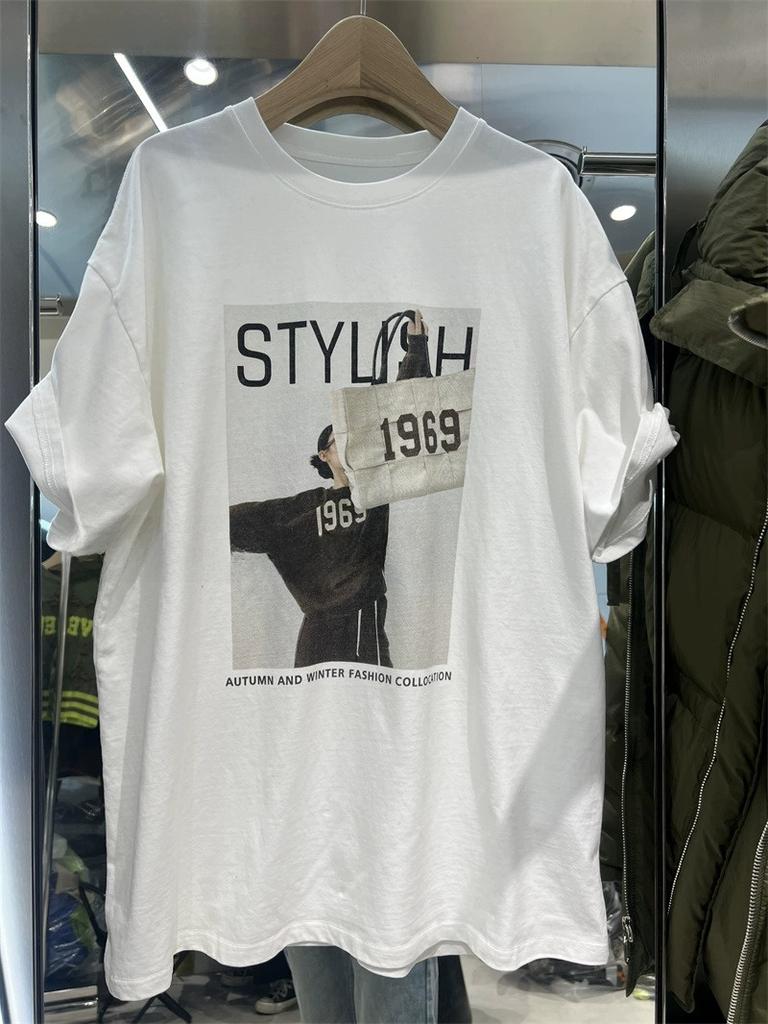 STYLISH
1969
1969
AUTUMN AND WINTER FASHION COLLOCATION